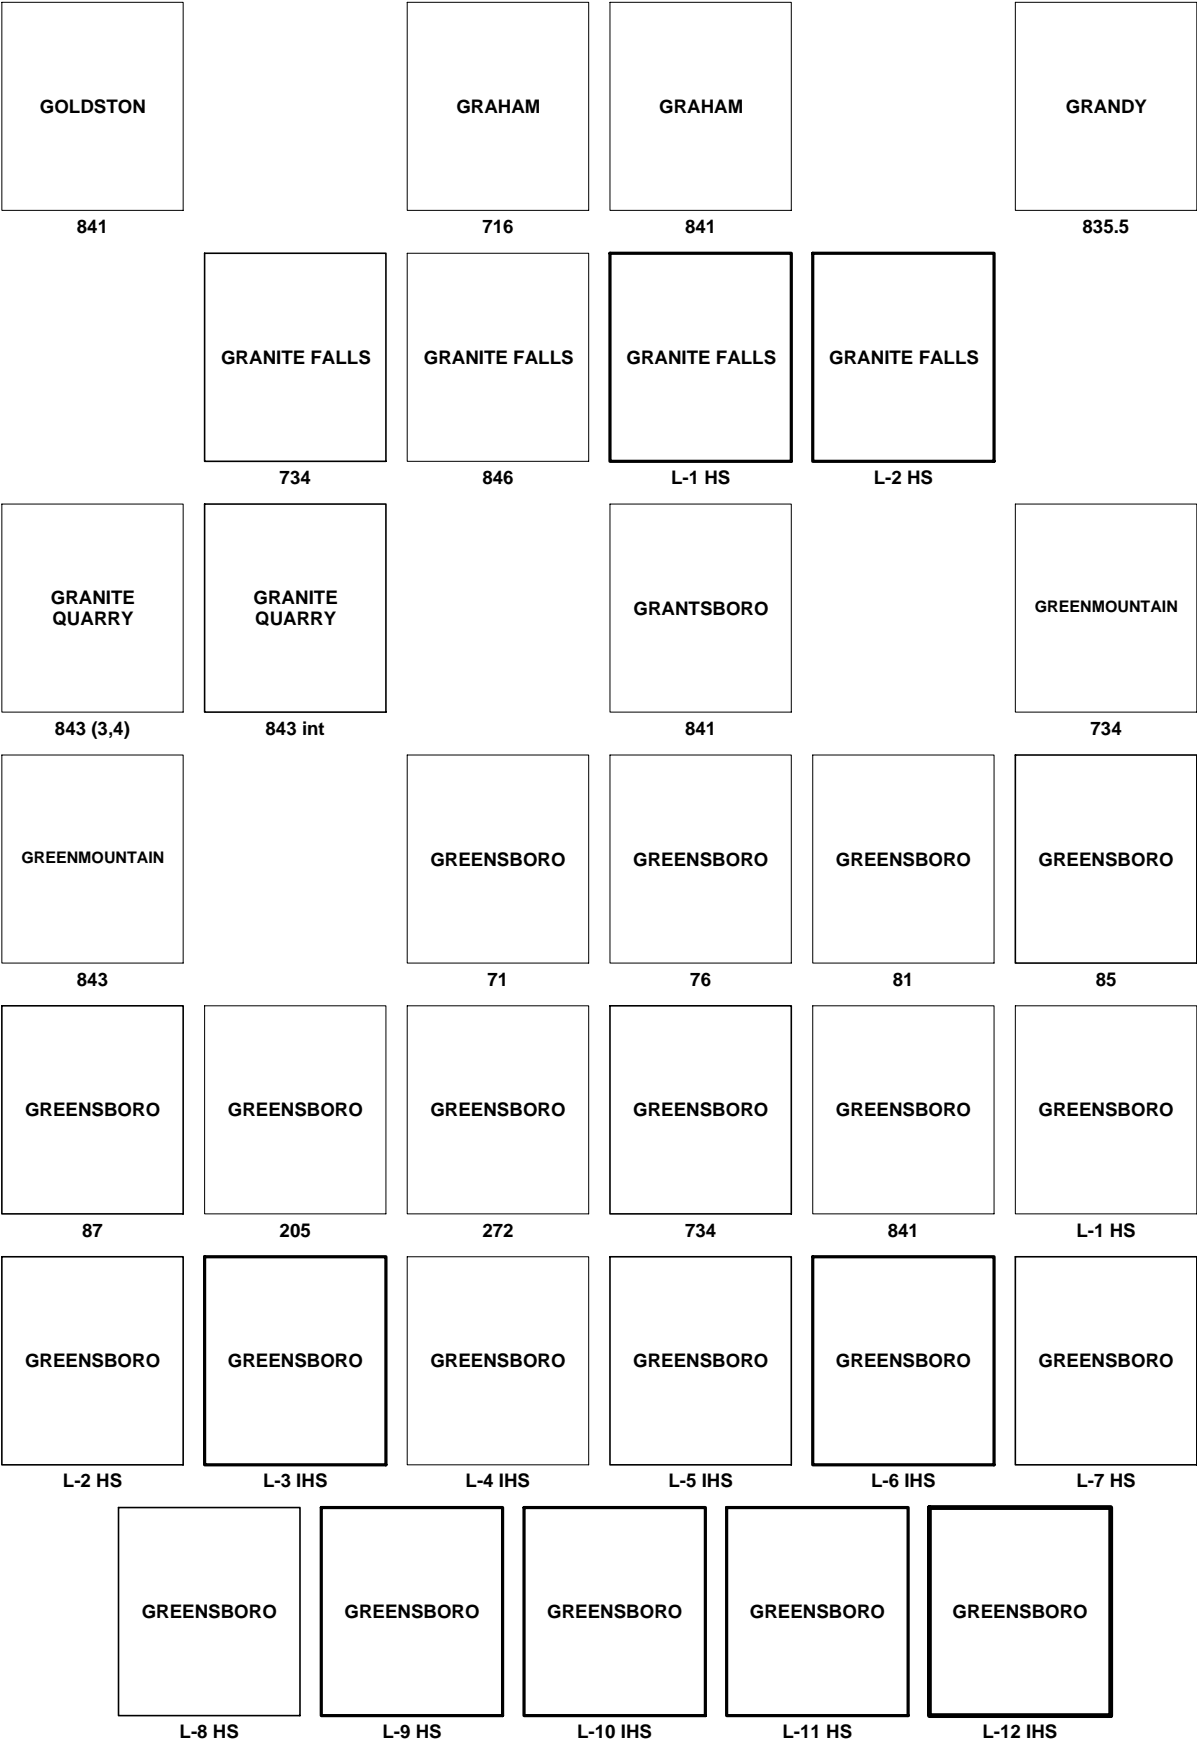 GOLDSTON
GRAHAM
GRAHAM
GRANDY
841
716
841
835.5
GRANITE FALLS
GRANITE FALLS
GRANITE FALLS
GRANITE FALLS
734
846
L-1 HS
L-2 HS
GRANITE
QUARRY
GRANITE
QUARRY
GRANTSBORO
GREENMOUNTAIN
843 (3,4)
843 int
841
734
GREENMOUNTAIN
GREENSBORO
GREENSBORO
GREENSBORO
GREENSBORO
843
71
76
81
85
GREENSBORO
GREENSBORO
GREENSBORO
GREENSBORO
GREENSBORO
GREENSBORO
87
205
272
734
841
L-1 HS
GREENSBORO
GREENSBORO
GREENSBORO
GREENSBORO
GREENSBORO
GREENSBORO
L-2 HS
L-3 IHS
L-4 IHS
L-5 IHS
L-6 IHS
L-7 HS
GREENSBORO
GREENSBORO
GREENSBORO
GREENSBORO
GREENSBORO
L-8 HS
L-9 HS
L-10 IHS
L-11 HS
L-12 IHS